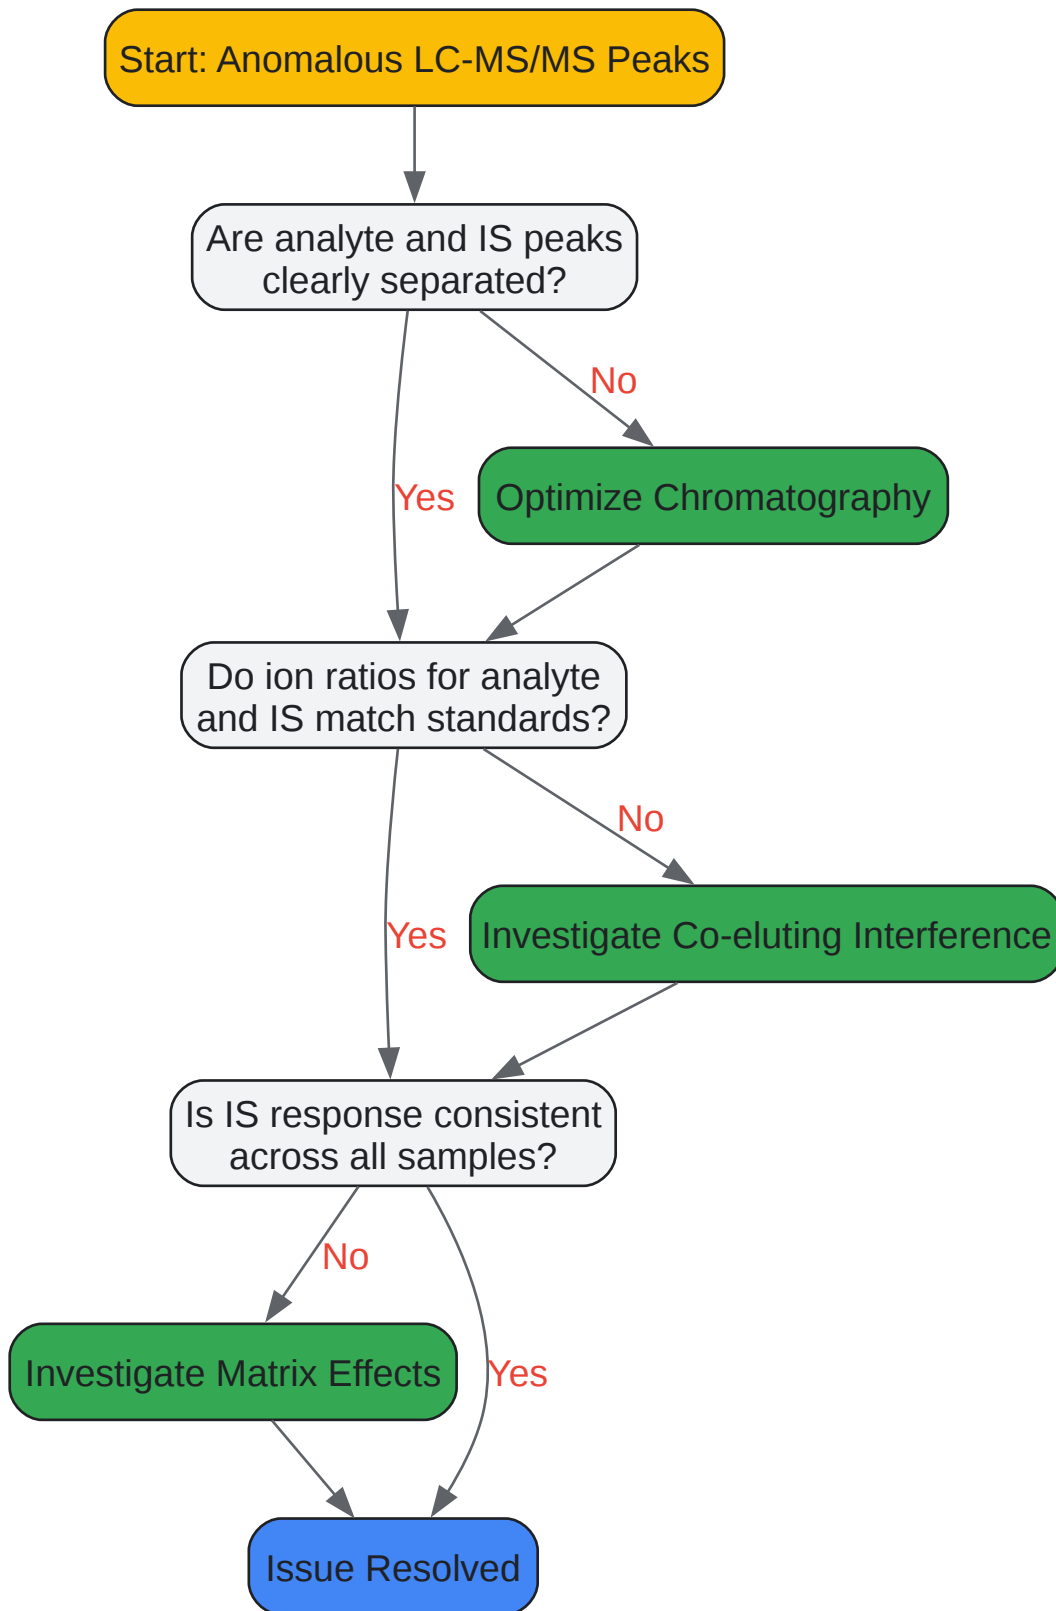 Start: Anomalous LC-MS/MS Peaks
Are analyte and IS peaks
clearly separated?
No
Yes
Optimize Chromatography
Do ion ratios for analyte
and IS match standards?
No
Yes
Investigate Co-eluting Interference
Is IS response consistent
across all samples?
No
Investigate Matrix Effects
Yes
Issue Resolved